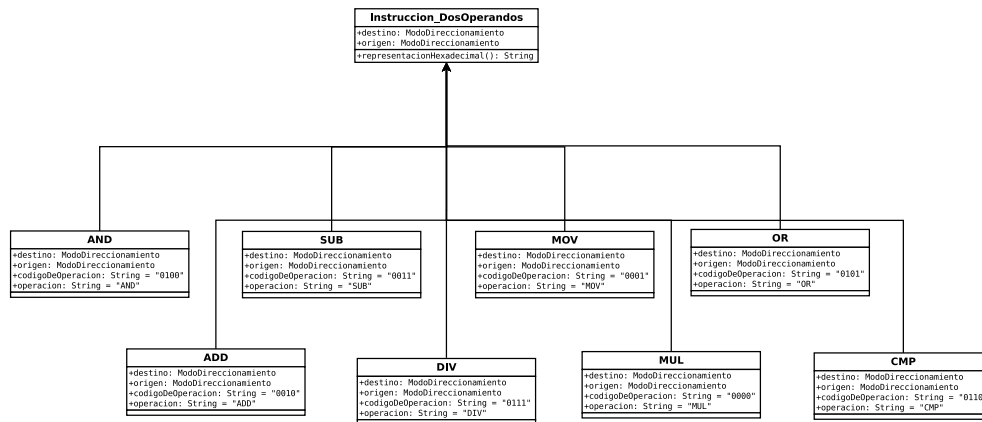 Instruccion_DosOperandos
+destino: ModoDireccionamiento
+origen: ModoDireccionamiento
+representacionHexadecimal(): String
AND
+destino: ModoDireccionamiento
+origen: ModoDireccionamiento
+codigoDeOperacion: String = "0100"
+operacion: String = "AND"
SUB
+destino: ModoDireccionamiento
+origen: ModoDireccionamiento
+codigoDeOperacion: String = "0011"
+operacion: String = "SUB"
MOV
+destino: ModoDireccionamiento
+origen: ModoDireccionamiento
+codigoDeOperacion: String = "0001"
+operacion: String = "MOV"
OR
+destino: ModoDireccionamiento
+origen: ModoDireccionamiento
+codigoDeOperacion: String = "0101"
+operacion: String = "OR"
ADD
+destino: ModoDireccionamiento
+origen: ModoDireccionamiento
+codigoDeOperacion: String = "0010"
+operacion: String = "ADD"
DIV
+destino: ModoDireccionamiento
+origen: ModoDireccionamiento
+codigoDeOperacion: String = "0111"
+operacion: String = "DIV"
MUL
+destino: ModoDireccionamiento
+origen: ModoDireccionamiento
+codigoDeOperacion: String = "0000"
+operacion: String = "MUL"
CMP
+destino: ModoDireccionamiento
+origen: ModoDireccionamiento
+codigoDeOperacion: String = "0110
+operacion: String = "CMP"